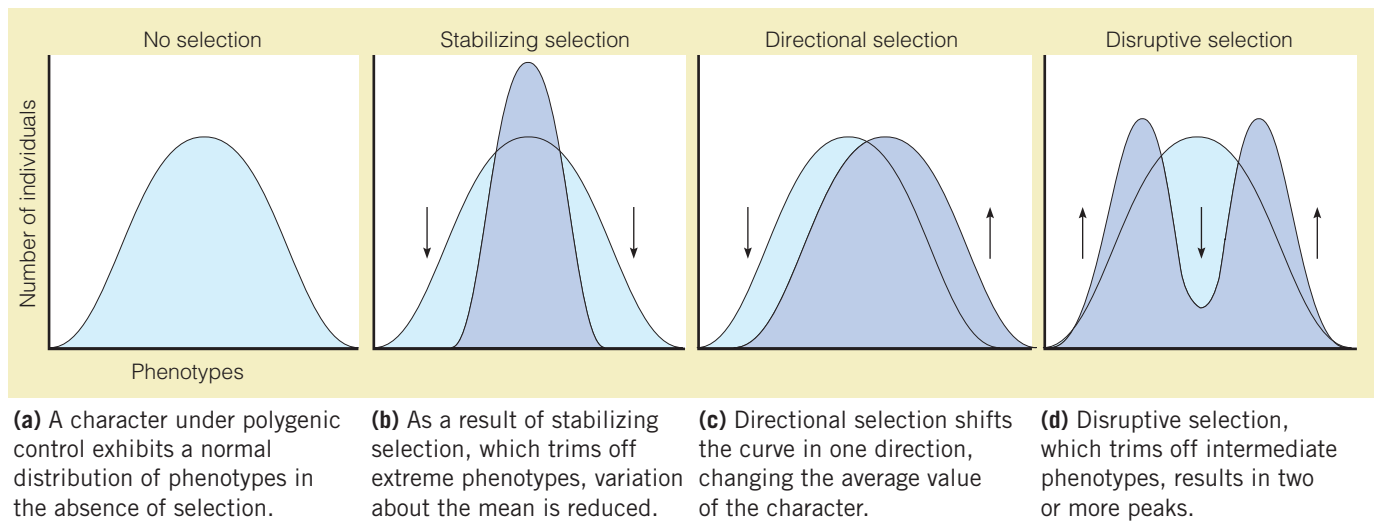 No selection
Stabilizing selection
Directional selection
Disruptive selection
Number of individuals
Phenotypes
(a) A character under polygenic
control exhibits a normal
distribution of phenotypes in
the absence of selection.
(b) As a result of stabilizing
selection, which trims off
extreme phenotypes, variation
about the mean is reduced.
(c) Directional selection shifts
the curve in one direction,
changing the average value
of the character.
(d) Disruptive selection,
which trims off intermediate
phenotypes, results in two
or more peaks.